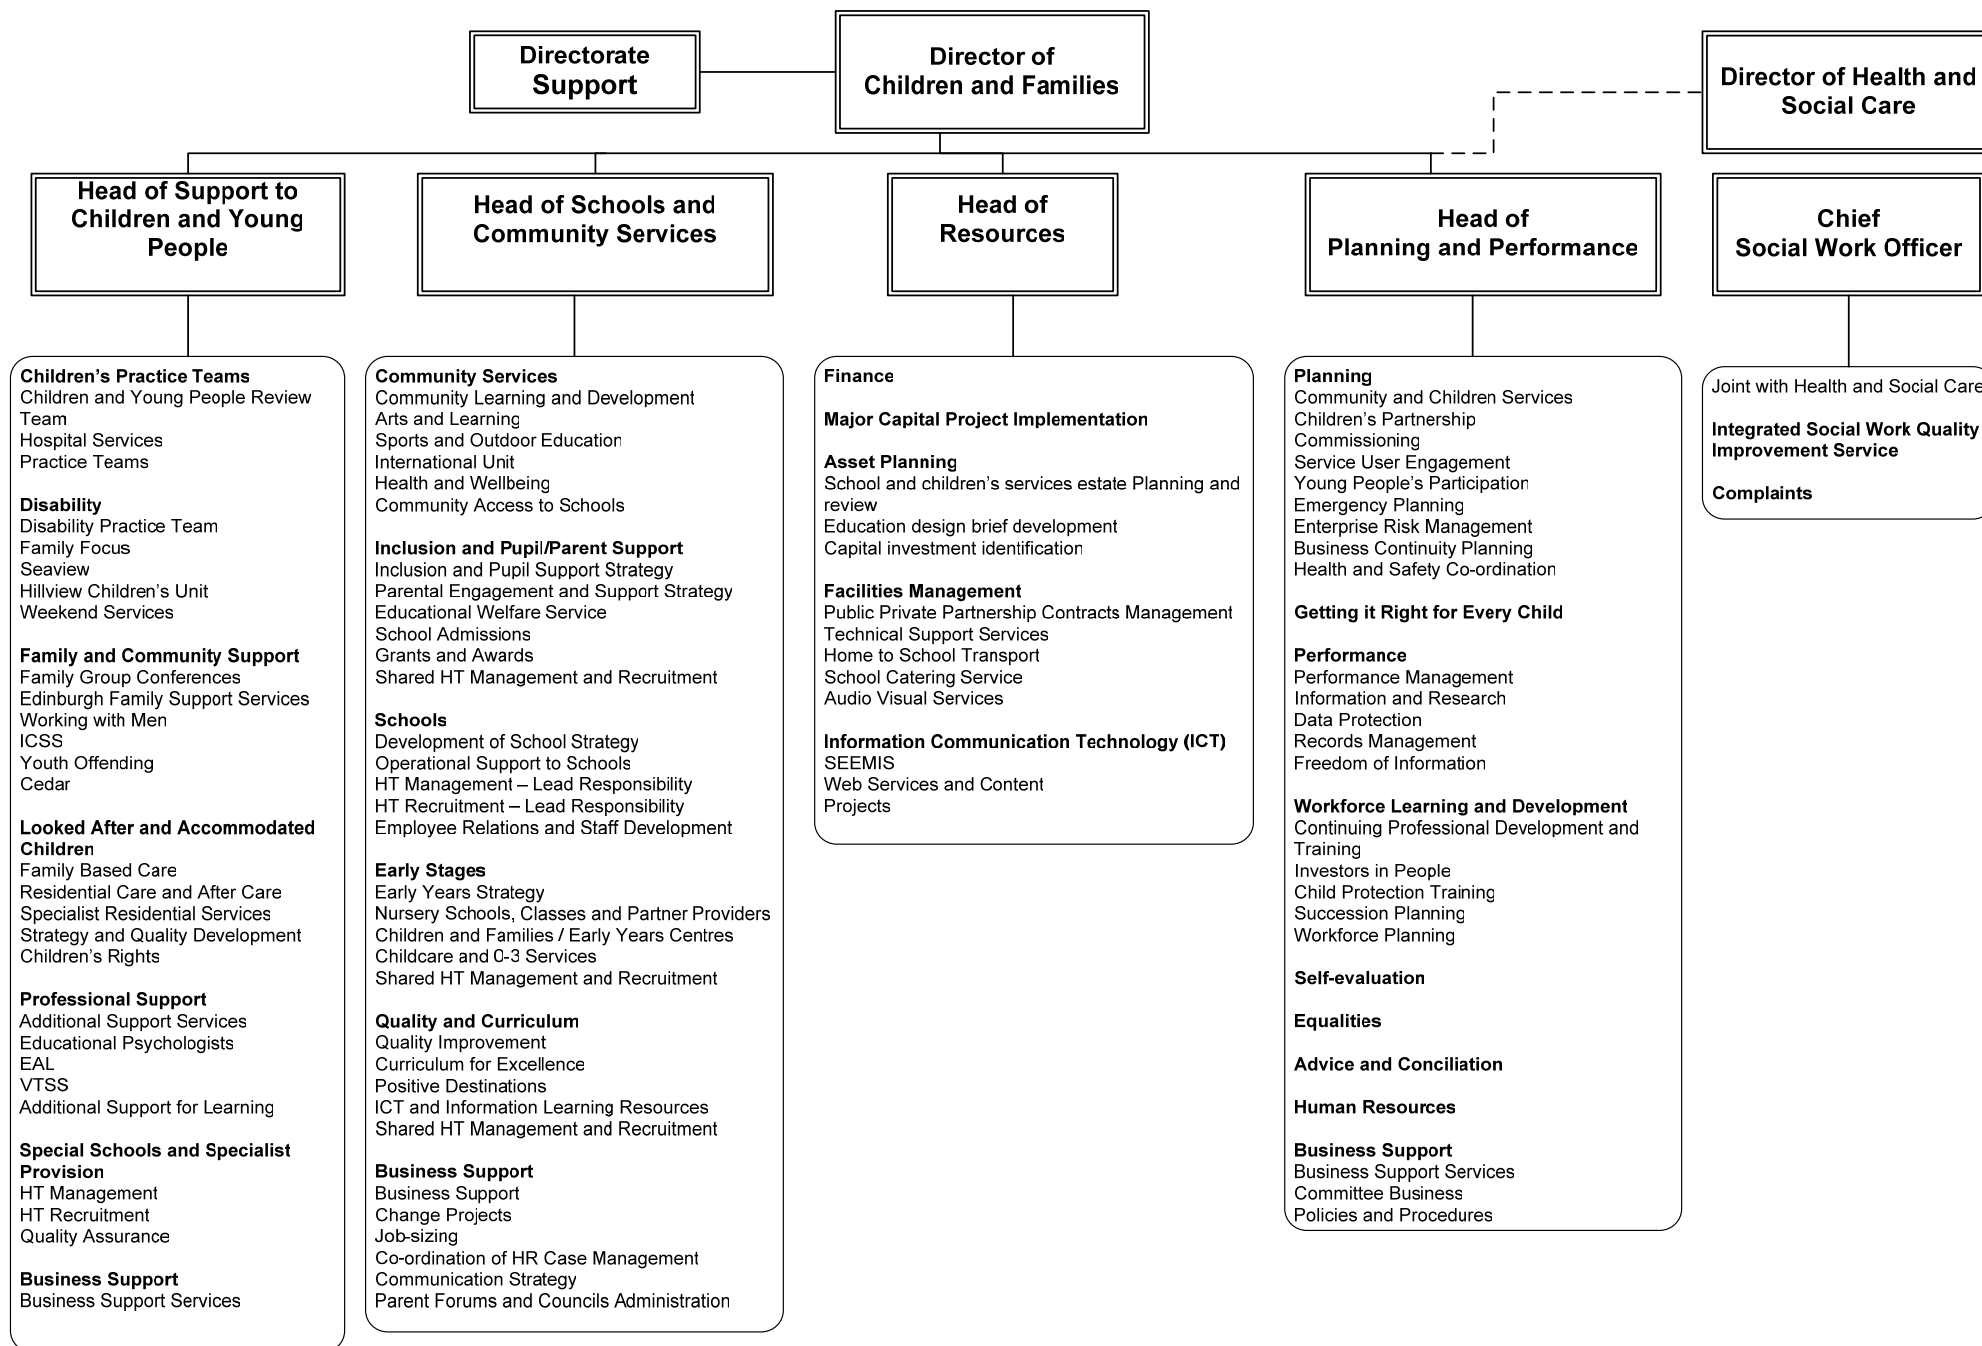 Directorate
Support
Director of
Children and Families
Director of Health and
Social Care
Head of Support to
Children and Young
People
Head of Schools and
Community Services
Head of
Resources
Head of
Planning and Performance
Chief
Social Work Officer
Children's Practice Teams
Children and Young People Review
Team
Hospital Services
Practice Teams
Disability
Disability Practice Team
Family Focus
Seaview
Hillview Children's Unit
Weekend Services
Family and Community Support
Family Group Conferences
Edinburgh Family Support Services
Working with Men
ICSS
Youth Offending
Cedar
Looked After and Accommodated
Children
Family Based Care
Residential Care and After Care
Specialist Residential Services
Strategy and Quality Development
Children's Rights
Professional Support
Additional Support Services
Educational Psychologists
EAL
VTSS
Additional Support for Learning
Special Schools and Specialist
Provision
HT Management
HT Recruitment
Quality Assurance
Business Support
Business Support Services
Community Services
Community Learning and Development
Arts and Learning
Sports and Outdoor Education
International Unit
Health and Wellbeing
Community Access to Schools
Inclusion and Pupil/Parent Support
Inclusion and Pupil Support Strategy
Parental Engagement and Support Strategy
Educational Welfare Service
School Admissions
Grants and Awards
Shared HT Management and Recruitment
Schools
Development of School Strategy
Operational Support to Schools
HT Management – Lead Responsibility
HT Recruitment – Lead Responsibility
Employee Relations and Staff Development
Early Stages
Early Years Strategy
Nursery Schools, Classes and Partner Providers
Children and Families / Early Years Centres
Childcare and 0-3 Services
Shared HT Management and Recruitment
Quality and Curriculum
Quality Improvement
Curriculum for Excellence
Positive Destinations
ICT and Information Learning Resources
Shared HT Management and Recruitment
Business Support
Business Support
Change Projects
Job-sizing
Co-ordination of HR Case Management
Communication Strategy
Parent Forums and Councils Administration
Finance
Major Capital Project Implementation
Asset Planning
School and children's services estate Planning and
review
Education design brief development
Capital investment identification
Facilities Management
Public Private Partnership Contracts Management
Technical Support Services
Home to School Transport
School Catering Service
Audio Visual Services
Information Communication Technology (ICT)
SEEMIS
Web Services and Content
Projects
Planning
Community and Children Services
Children's Partnership
Commissioning
Service User Engagement
Young People's Participation
Emergency Planning
Enterprise Risk Management
Business Continuity Planning
Health and Safety Co-ordination
Getting it Right for Every Child
Performance
Performance Management
Information and Research
Data Protection
Records Management
Freedom of Information
Workforce Learning and Development
Continuing Professional Development and
Training
Investors in People
Child Protection Training
Succession Planning
Workforce Planning
Self-evaluation
Equalities
Advice and Conciliation
Human Resources
Business Support
Business Support Services
Committee Business
Policies and Procedures
Joint with Health and Social Care
Integrated Social Work Quality
Improvement Service
Complaints